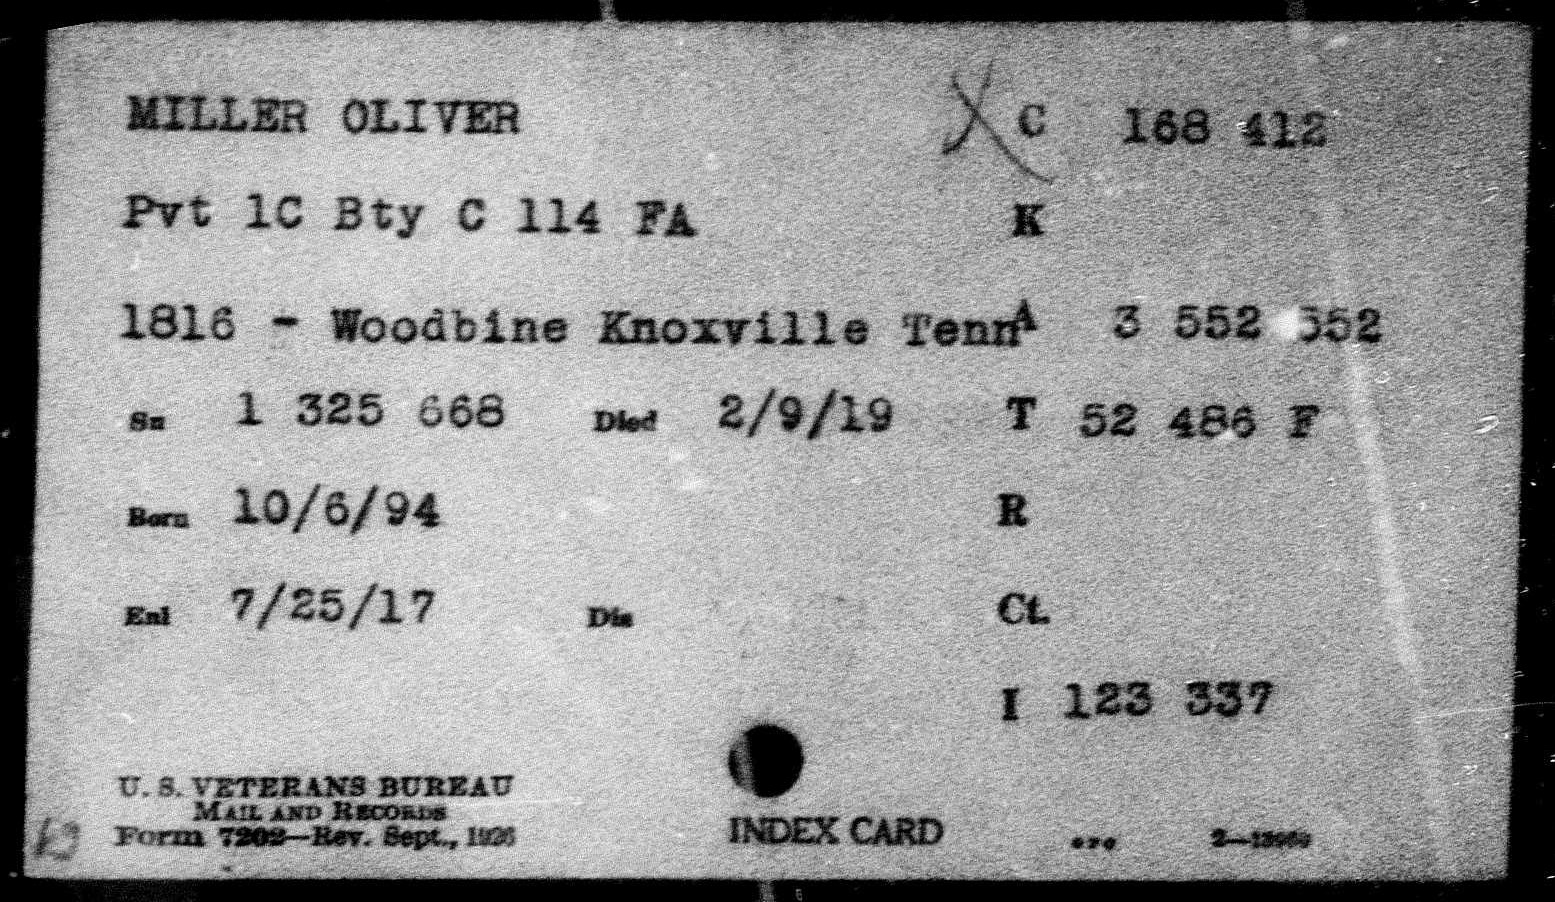 MILLER OLIVER X C 168 412
Pvt 1C Bty C 114 FA K
1816 - Woodbine Knoxville Tenn A 3 552 552
Sn 1 325 668 Died 2/9/19 T 52 486 F
Born 10/6/94 R
Enl 7/25/17 Dis Ct.
I 123 337
U. S. VETERANS BUREAU
MAIL AND RECORDS
Form 7202—Rev. Sept., 1926
INDEX CARD